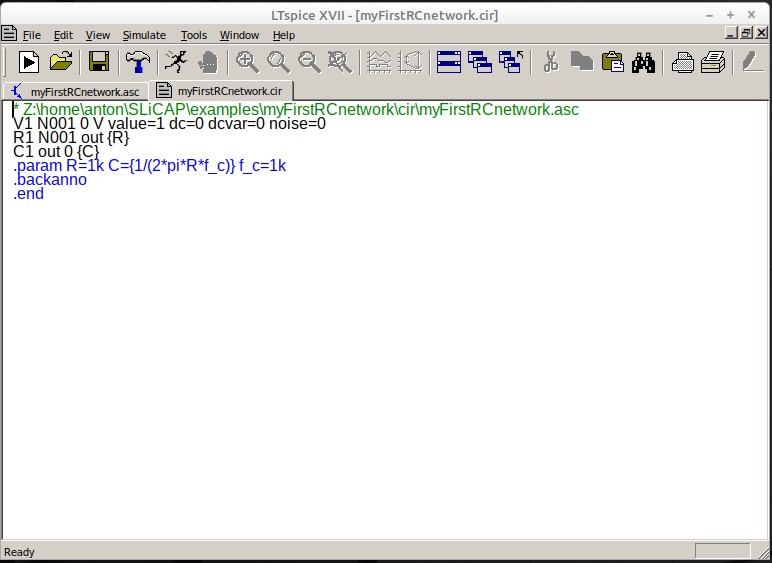 LTspice XVII - [myFirstRCnetwork.cir]
File Edit View Simulate Tools Window Help
myFirstRCnetwork.asc myFirstRCnetwork.cir
* Z:\home\anton\SLiCAP\examples\myFirstRCnetwork\cir\myFirstRCnetwork.asc
V1 N001 0 V value=1 dc=0 dcvar=0 noise=0
R1 N001 out {R}
C1 out 0 {C}
.param R=1k C={1/(2*pi*R*f_c)} f_c=1k
.backanno
.end
Ready